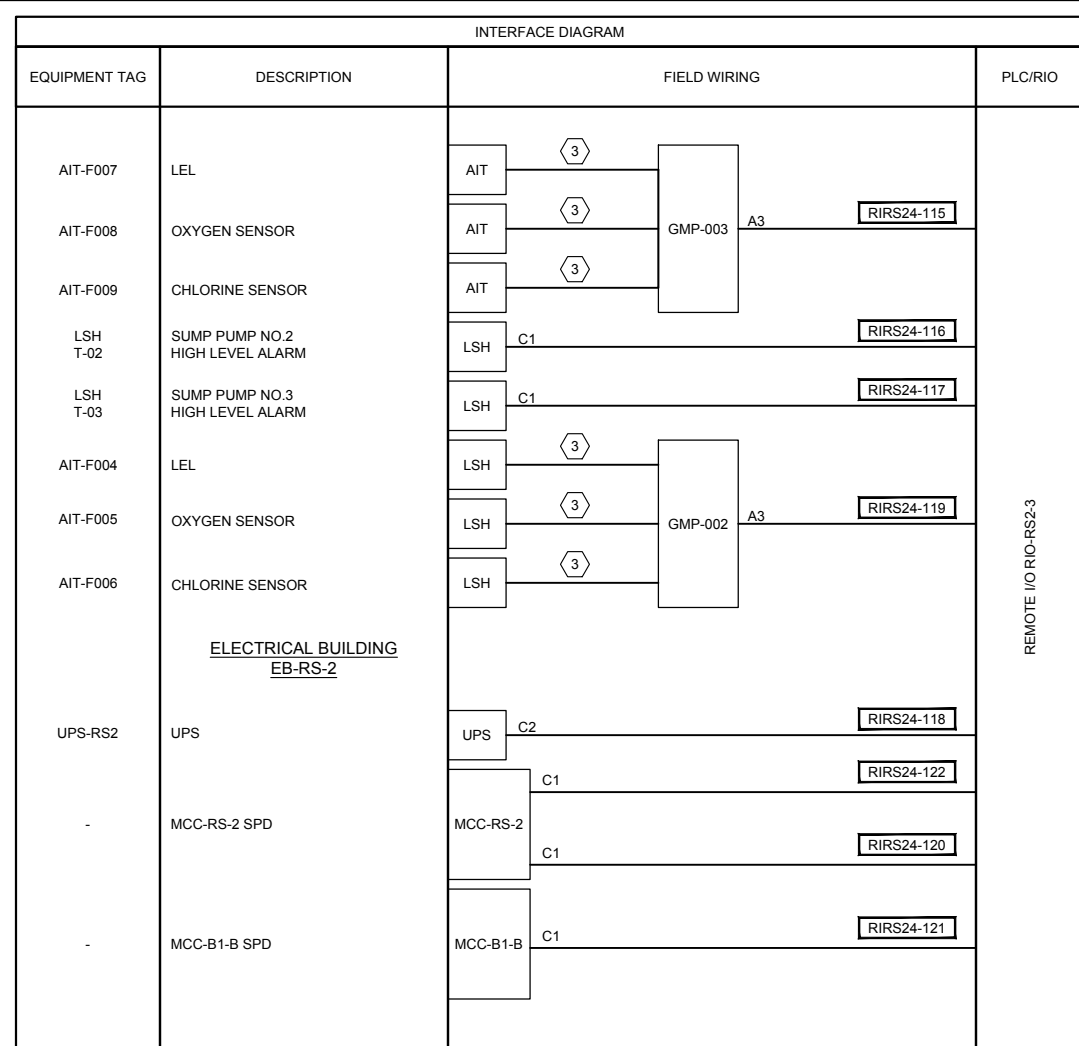 INTERFACE DIAGRAM
EQUIPMENT TAG
DESCRIPTION
FIELD WIRING
PLC/RIO
AIT-F007
LEL
AIT
3
AIT-F008
OXYGEN SENSOR
AIT
3
GMP-003
A3
RIRS24-115
AIT-F009
CHLORINE SENSOR
AIT
3
LSH
T-02
SUMP PUMP NO.2
HIGH LEVEL ALARM
LSH
C1
RIRS24-116
LSH
T-03
SUMP PUMP NO.3
HIGH LEVEL ALARM
LSH
C1
RIRS24-117
AIT-F004
LEL
LSH
3
AIT-F005
OXYGEN SENSOR
LSH
3
GMP-002
A3
RIRS24-119
AIT-F006
CHLORINE SENSOR
LSH
3
REMOTE I/O RIO-RS2-3
ELECTRICAL BUILDING
EB-RS-2
UPS-RS2
UPS
UPS
C2
RIRS24-118
-
MCC-RS-2 SPD
MCC-RS-2
C1
RIRS24-122
C1
RIRS24-120
-
MCC-B1-B SPD
MCC-B1-B
C1
RIRS24-121